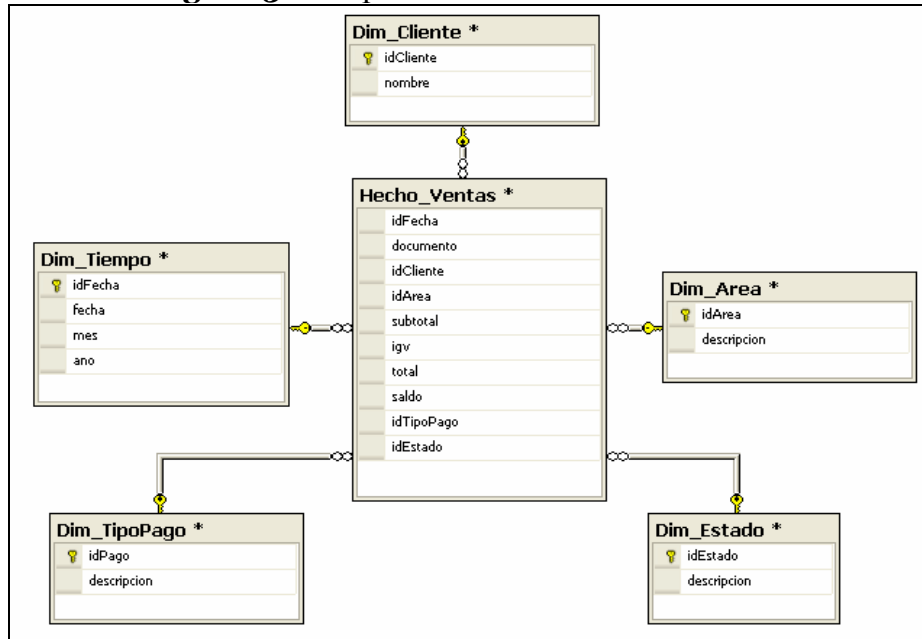 Dim_Cliente *
idCliente
nombre
Hecho_Ventas *
idFecha
documento
idCliente
idArea
subtotal
igv
total
saldo
idTipoPago
idEstado
Dim_Tiempo *
idFecha
fecha
mes
ano
Dim_Area *
idArea
descripcion
Dim_TipoPago *
idPago
descripcion
Dim_Estado *
idEstado
descripcion